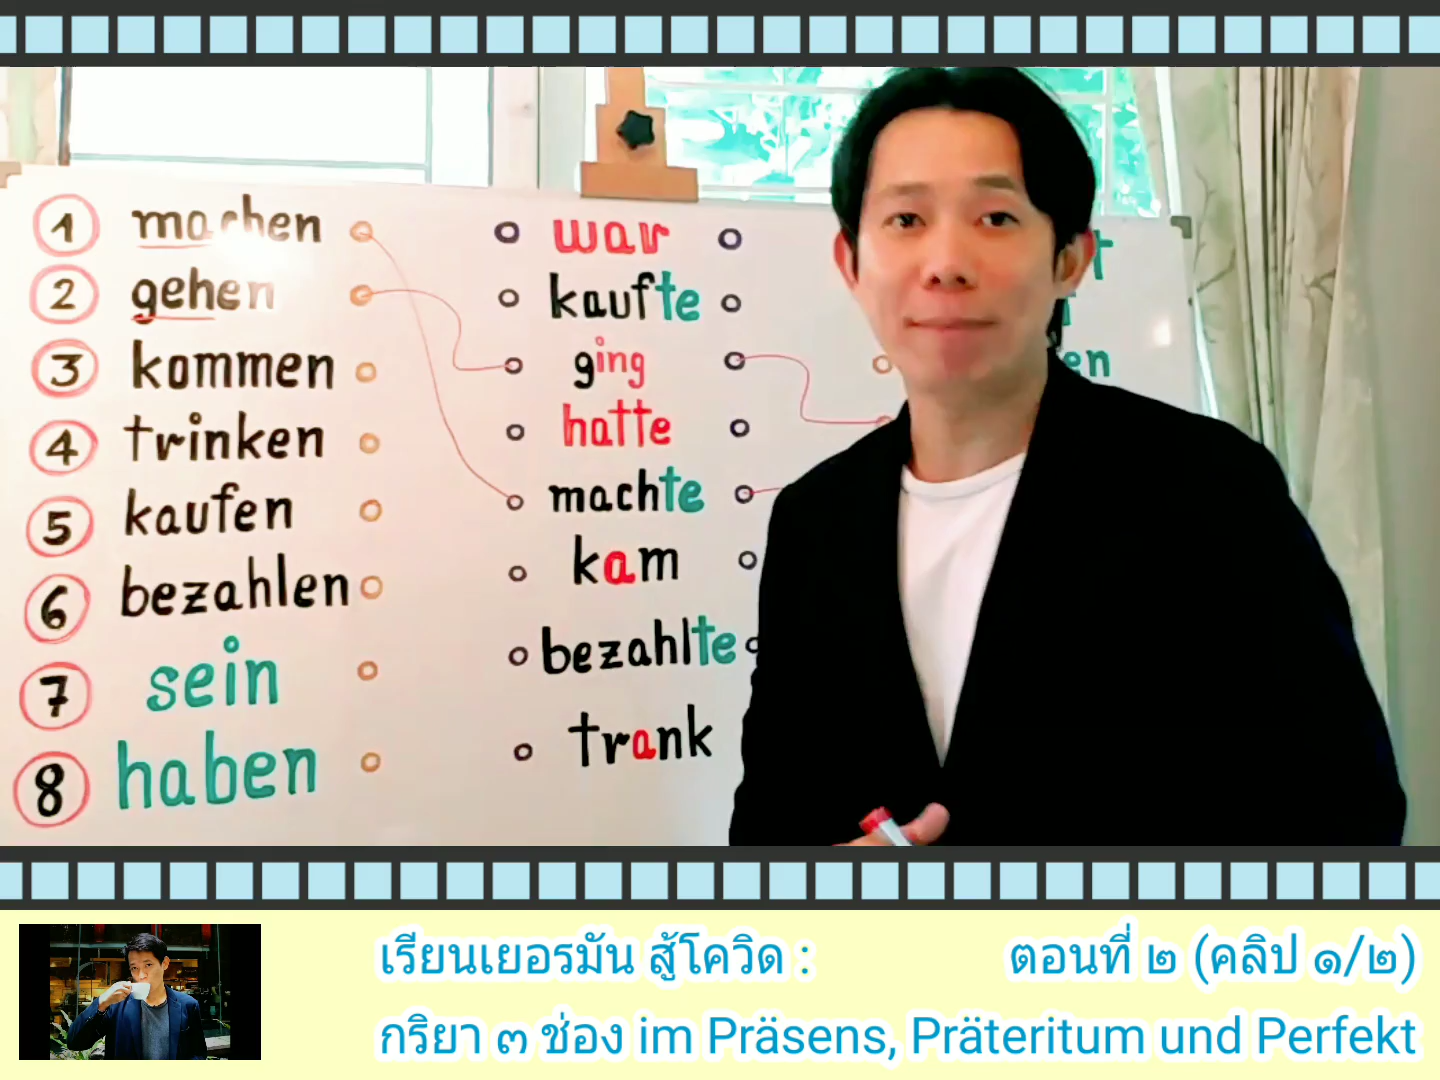 1 machen war
2 gehen kaufte
3 kommen ging en
4 trinken hatte
5 kaufen machte
6 bezahlen kam
7 sein bezahlte
8 haben trank
เรียนเยอรมัน สู้โควิด : ตอนที่ ๒ (คลิป ๑/๒)
กริยา ๓ ช่อง im Präsens, Präteritum und Perfekt